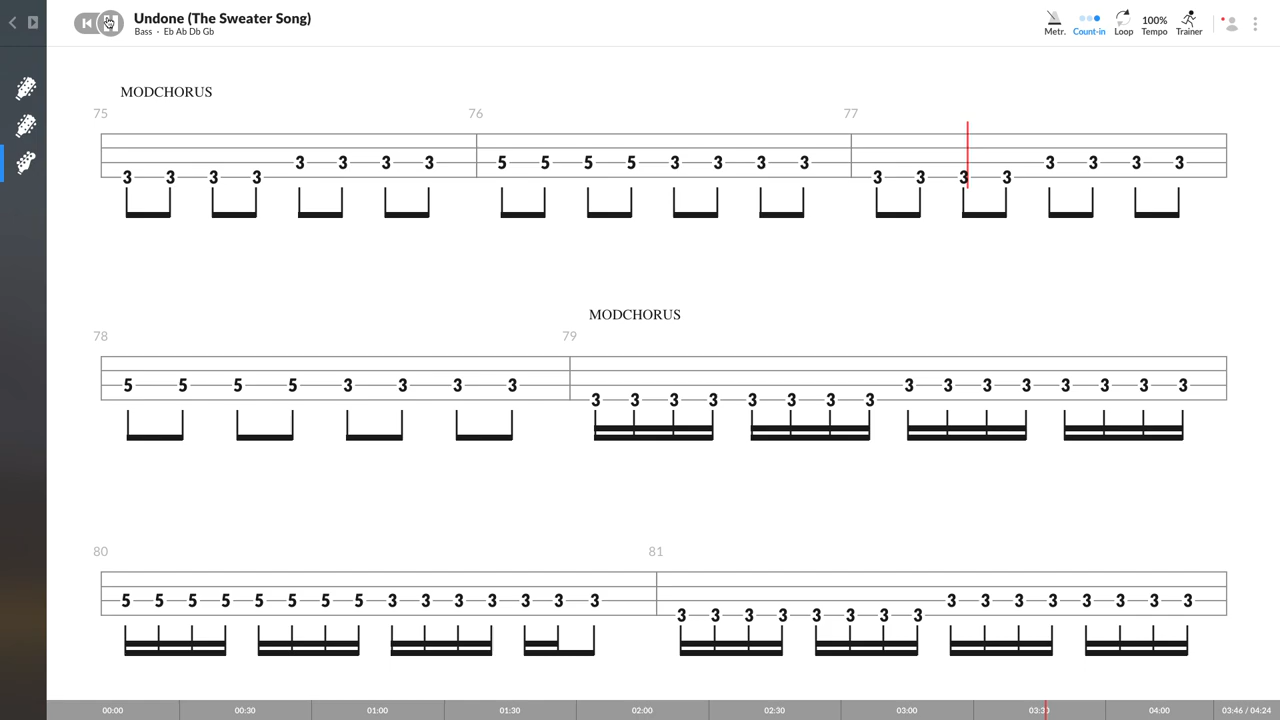 Undone (The Sweater Song)
Bass · Eb Ab Db Gb
Metr.
Count-in
Loop
100%
Tempo
Trainer
MODCHORUS
75 76 77
3 3 3 3 3 3 3 3 5 5 5 5 3 3 3 3 3 3 3 3 3 3 3 3
MODCHORUS
78 79
5 5 5 5 3 3 3 3 3 3 3 3 3 3 3 3 3 3 3 3 3 3 3 3
80 81
5 5 5 5 5 5 5 5 3 3 3 3 3 3 3 3 3 3 3 3 3 3 3 3 3 3 3 3 3 3 3
00:00 00:30 01:00 01:30 02:00 02:30 03:00 03:30 04:00 03:46 / 04:24